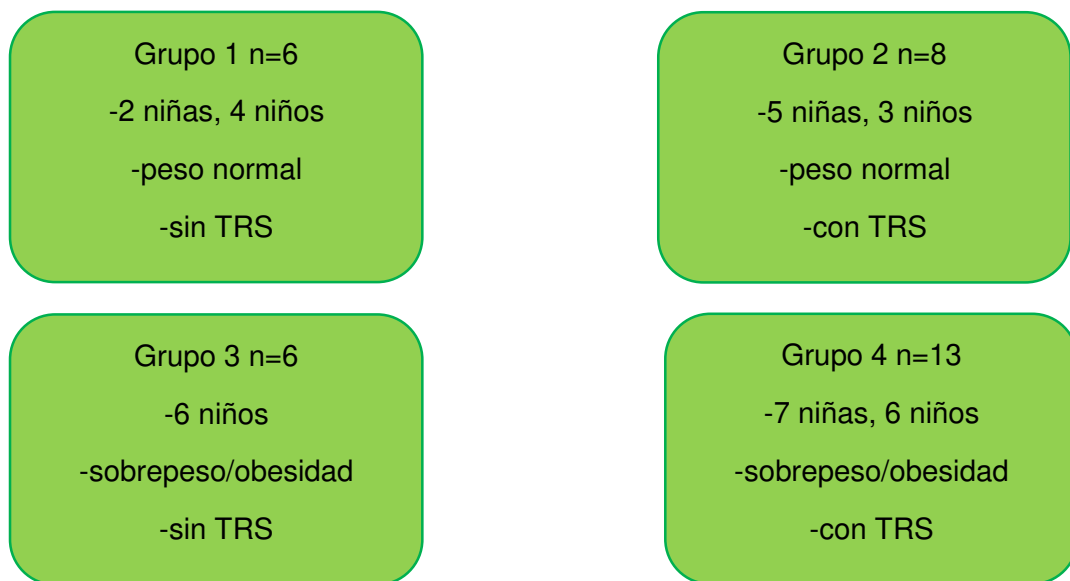 Grupo 1 n=6
-2 niñas, 4 niños
-peso normal
-sin TRS
Grupo 2 n=8
-5 niñas, 3 niños
-peso normal
-con TRS
Grupo 3 n=6
-6 niños
-sobrepeso/obesidad
-sin TRS
Grupo 4 n=13
-7 niñas, 6 niños
-sobrepeso/obesidad
-con TRS